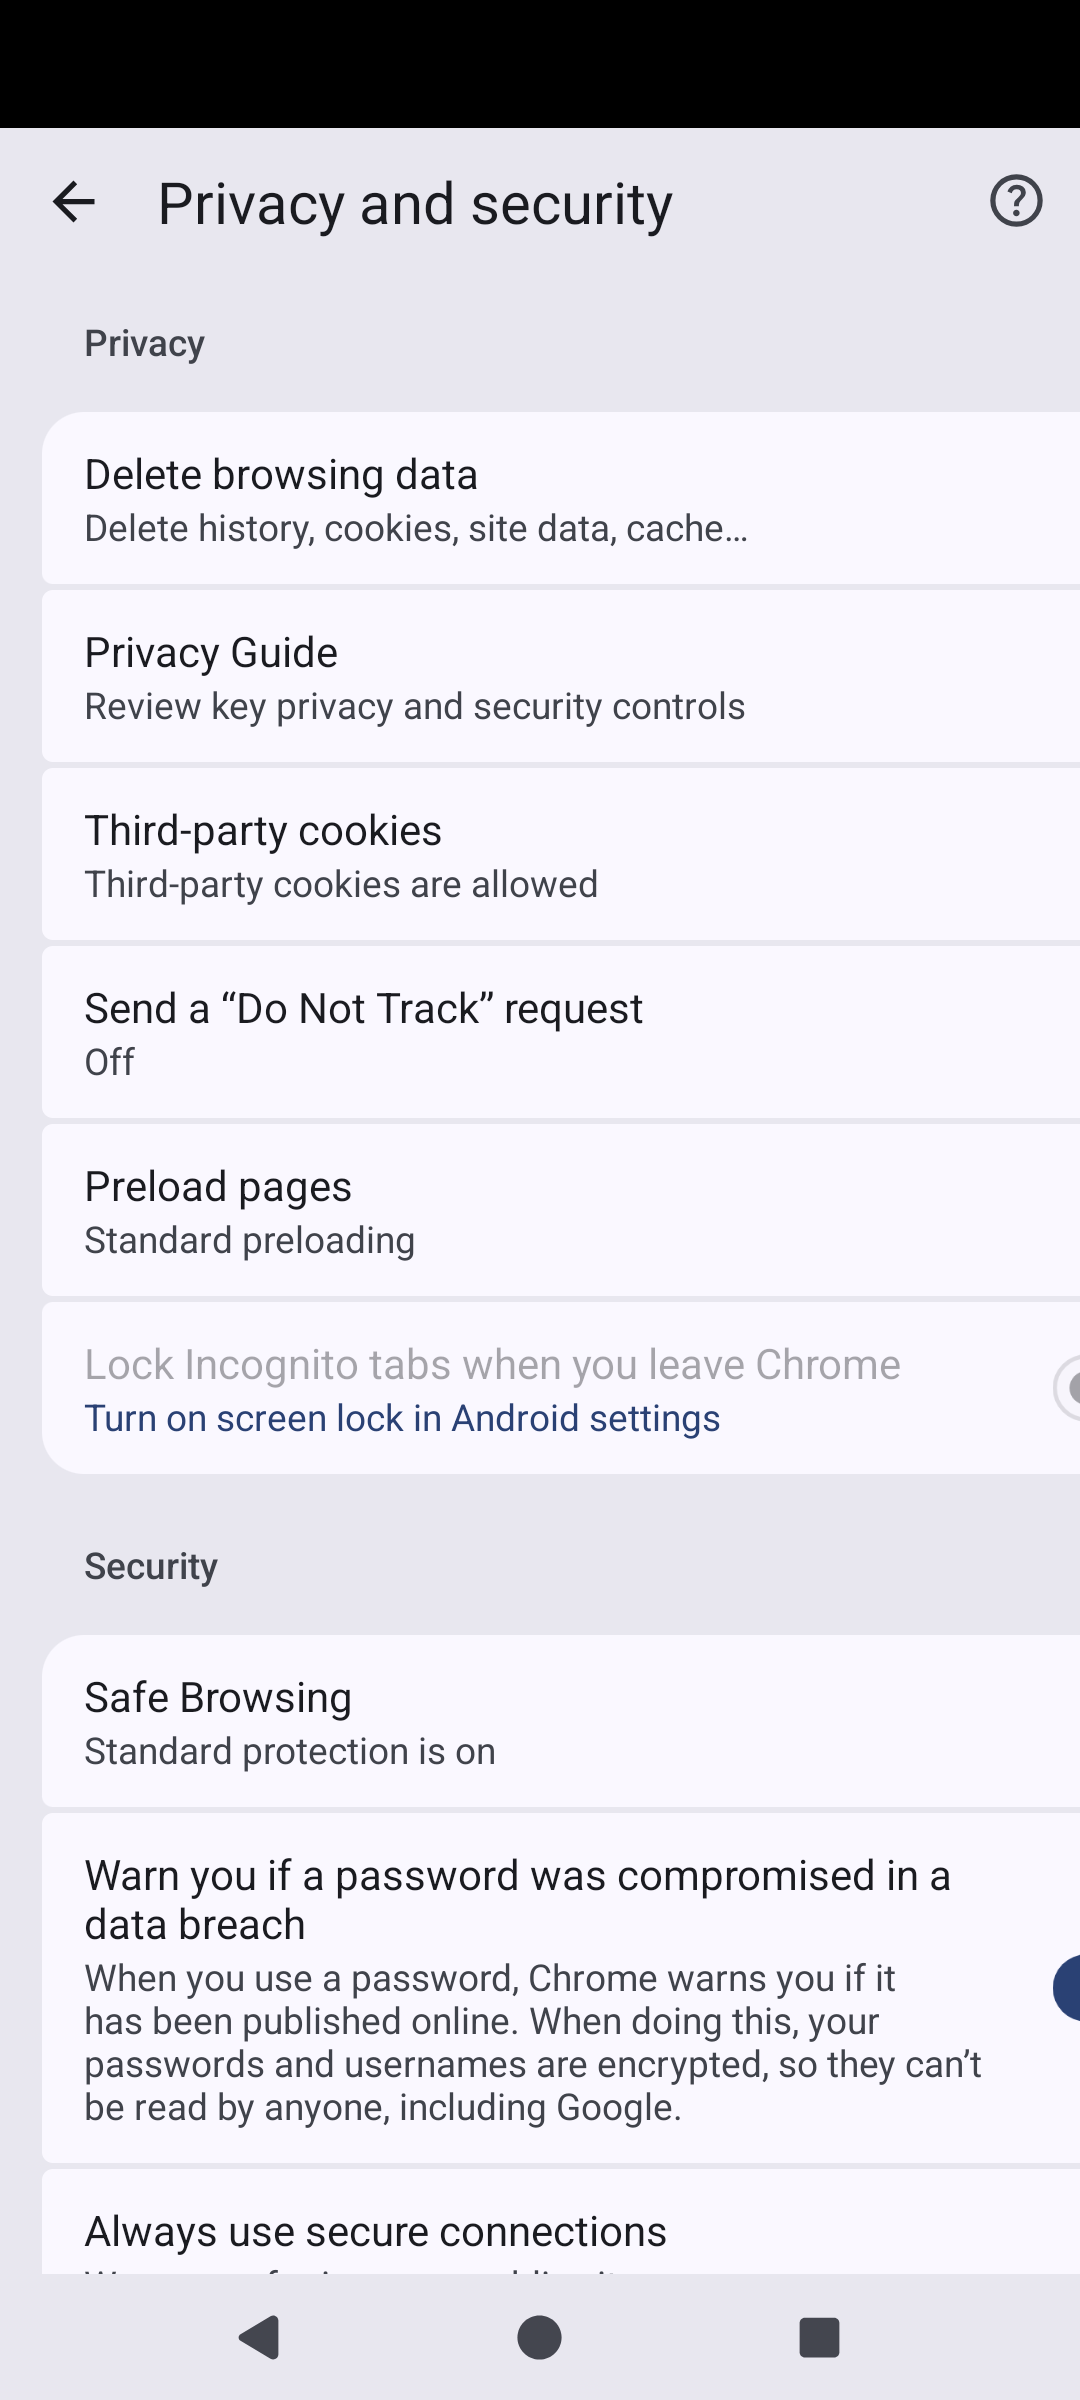 Privacy and security
Privacy
Delete browsing data
Delete history, cookies, site data, cache…
Privacy Guide
Review key privacy and security controls
Third-party cookies
Third-party cookies are allowed
Send a “Do Not Track” request
Off
Preload pages
Standard preloading
Lock Incognito tabs when you leave Chrome
Turn on screen lock in Android settings
Security
Safe Browsing
Standard protection is on
Warn you if a password was compromised in a
data breach
When you use a password, Chrome warns you if it
has been published online. When doing this, your
passwords and usernames are encrypted, so they can’t
be read by anyone, including Google.
Always use secure connections